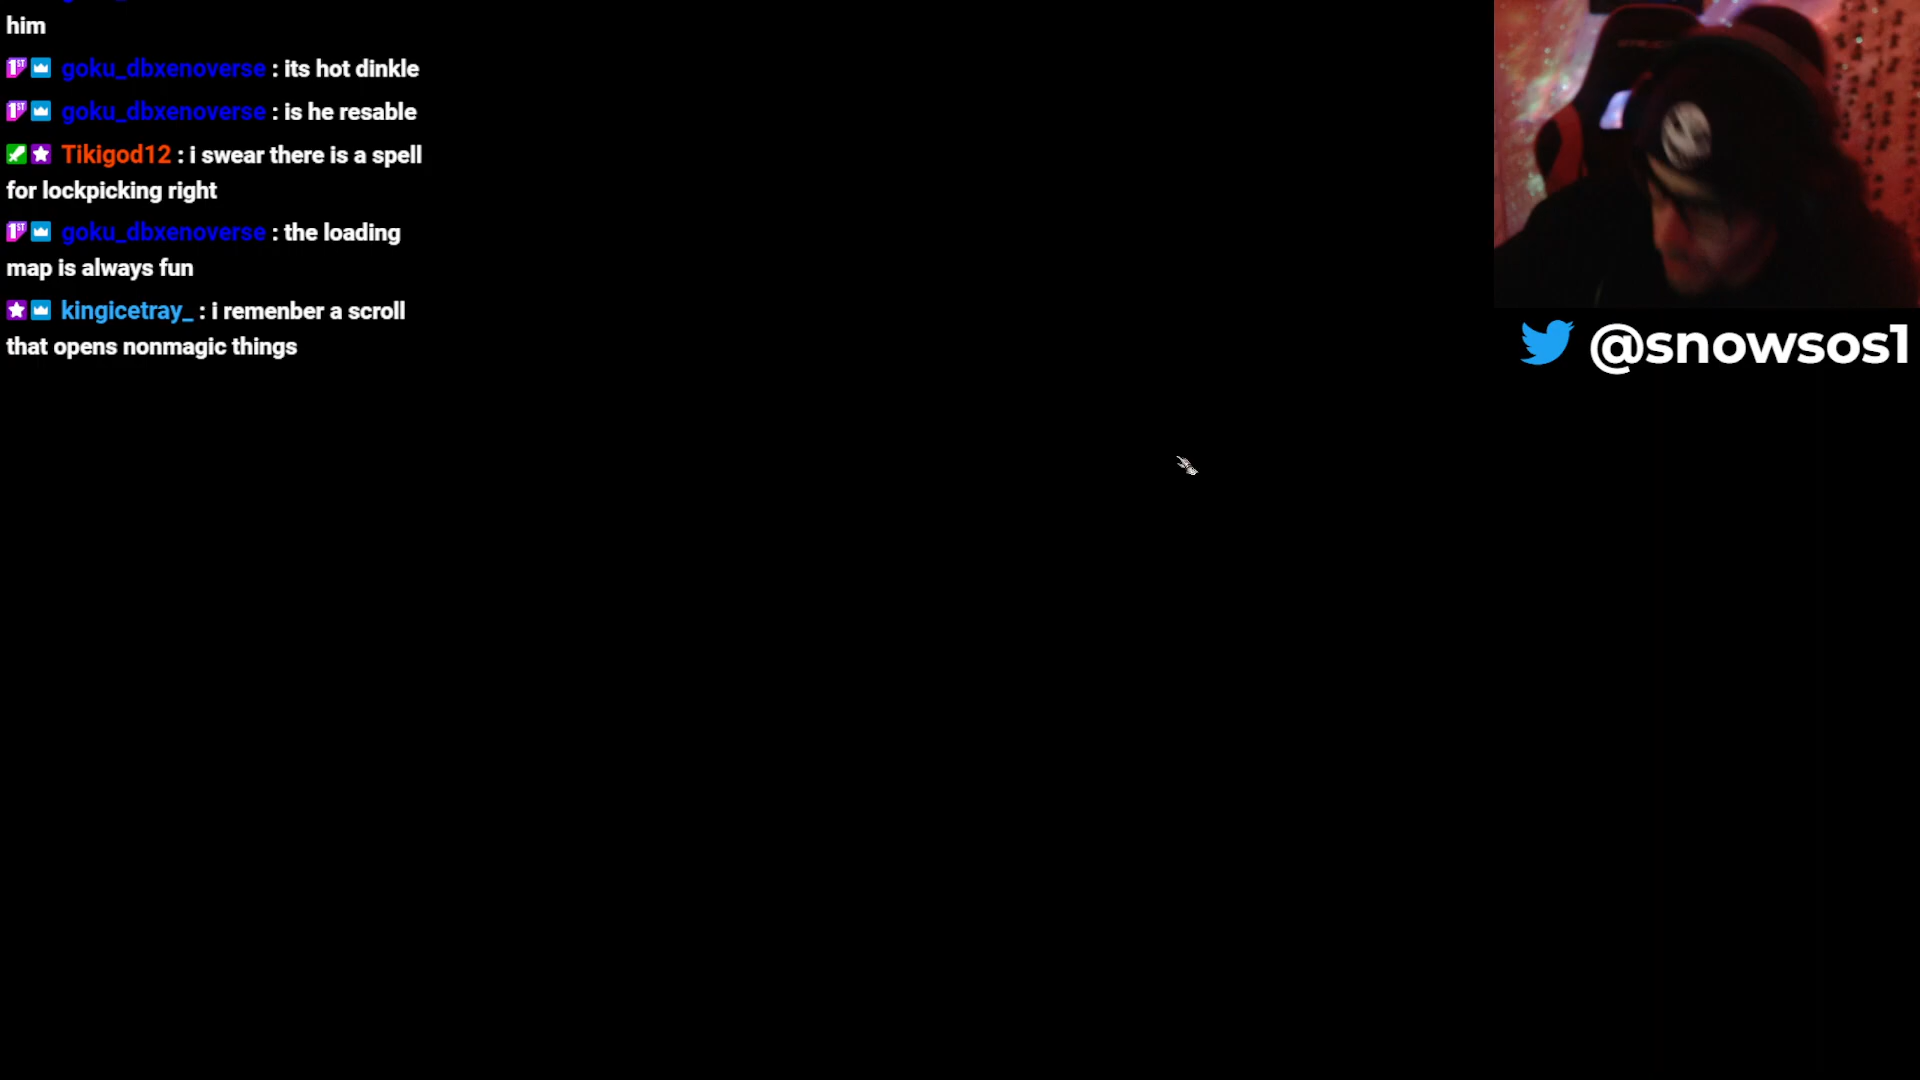 him
goku_dbxenoverse : its hot dinkle
goku_dbxenoverse : is he resable
Tikigod12 : i swear there is a spell
for lockpicking right
goku_dbxenoverse : the loading
map is always fun
kingicetray_ : i remenber a scroll
that opens nonmagic things
@snowsos1